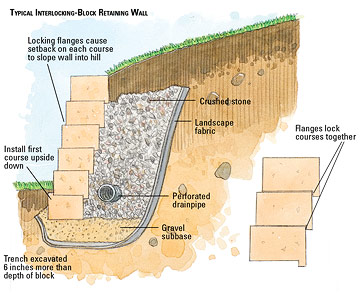 TYPICAL INTERLOCKING-BLOCK RETAINING WALL
Locking flanges cause
setback on each course
to slope wall into hill
Crushed stone
Landscape
fabric
Flanges lock
courses together
Install first
course upside
down
Perforated
drainpipe
Gravel
subbase
Trench excavated
6 inches more than
depth of block